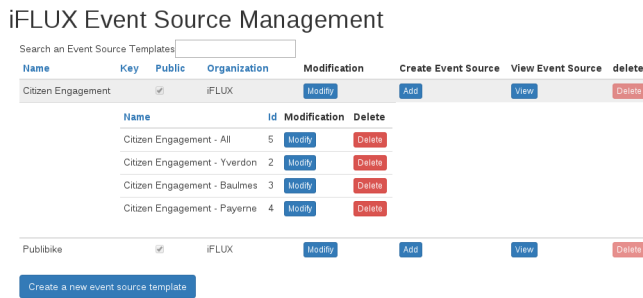 iFLUX Event Source Management
Search an Event Source Templates
Name Key Public Organization Modification Create Event Source View Event Source delete
Citizen Engagement iFLUX Modifiy Add View Delete
Name Id Modification Delete
Citizen Engagement - All 5 Modify Delete
Citizen Engagement - Yverdon 2 Modify Delete
Citizen Engagement - Baulmes 3 Modify Delete
Citizen Engagement - Payerne 4 Modify Delete
Publibike iFLUX Modifiy Add View Delete
Create a new event source template